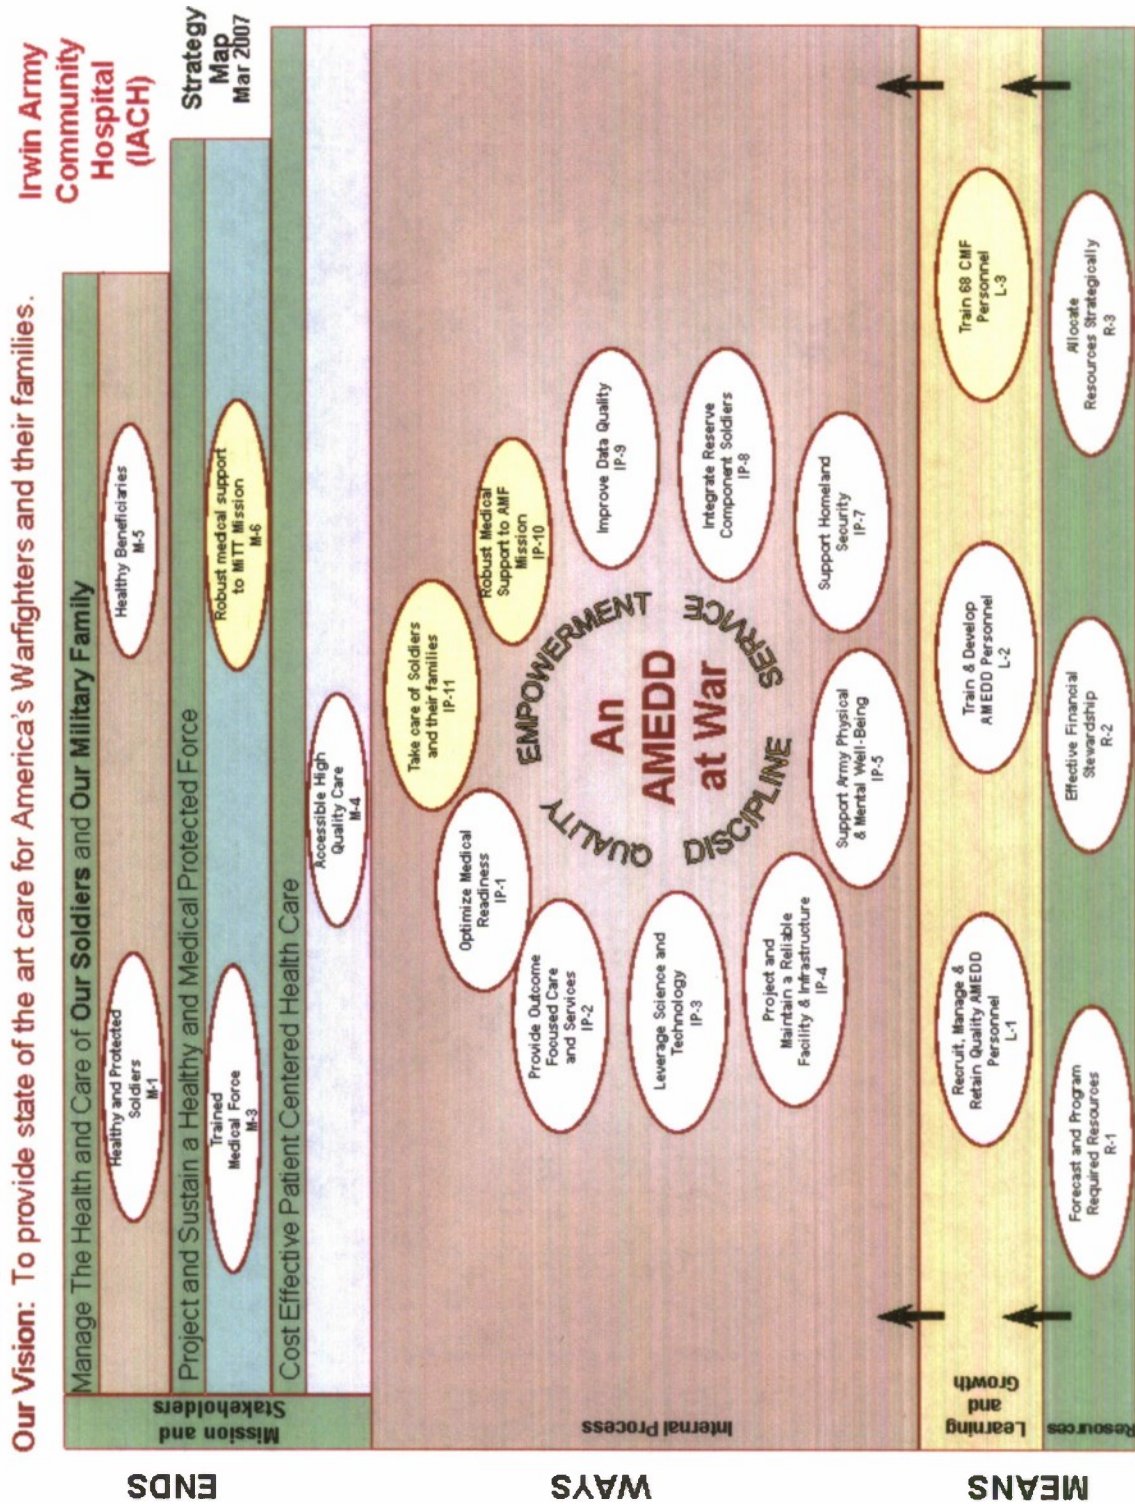 Our Vision: To provide state of the art care for America's Warfighters and their families.
Irwin Army
Community
Hospital
(IACH)
Strategy
Map
Mar 2007
ENDS
Mission and
Stakeholders
Manage The Health and Care of Our Soldiers and Our Military Family
Healthy and Protected
Soldiers
M-1
Healthy Beneficiaries
M-5
Project and Sustain a Healthy and Medical Protected Force
Trained
Medical Force
M-3
Robust medical support
to MiTT Mission
M-6
Cost Effective Patient Centered Health Care
Accessible High
Quality Care
M-4
WAYS
Internal Process
Take care of Soldiers
and their families
IP-11
Optimize Medical
Readiness
IP-1
Robust Medical
Support to AMF
Mission
IP-10
Provide Outcome
Focused Care
and Services
IP-2
Improve Data Quality
IP-9
Leverage Science and
Technology
IP-3
Integrate Reserve
Component Soldiers
IP-8
Project and
Maintain a Reliable
Facility & Infrastructure
IP-4
Support Army Physical
& Mental Well-Being
IP-5
Support Homeland
Security
IP-7
QUALITY
EMPOWERMENT
DISCIPLINE
SERVICE
An
AMEDD
at War
MEANS
Learning
and
Growth
Recruit, Manage &
Retain Quality AMEDD
Personnel
L-1
Train & Develop
AMEDD Personnel
L-2
Train 68 CMF
Personnel
L-3
Resources
Forecast and Program
Required Resources
R-1
Effective Financial
Stewardship
R-2
Allocate
Resources Strategically
R-3